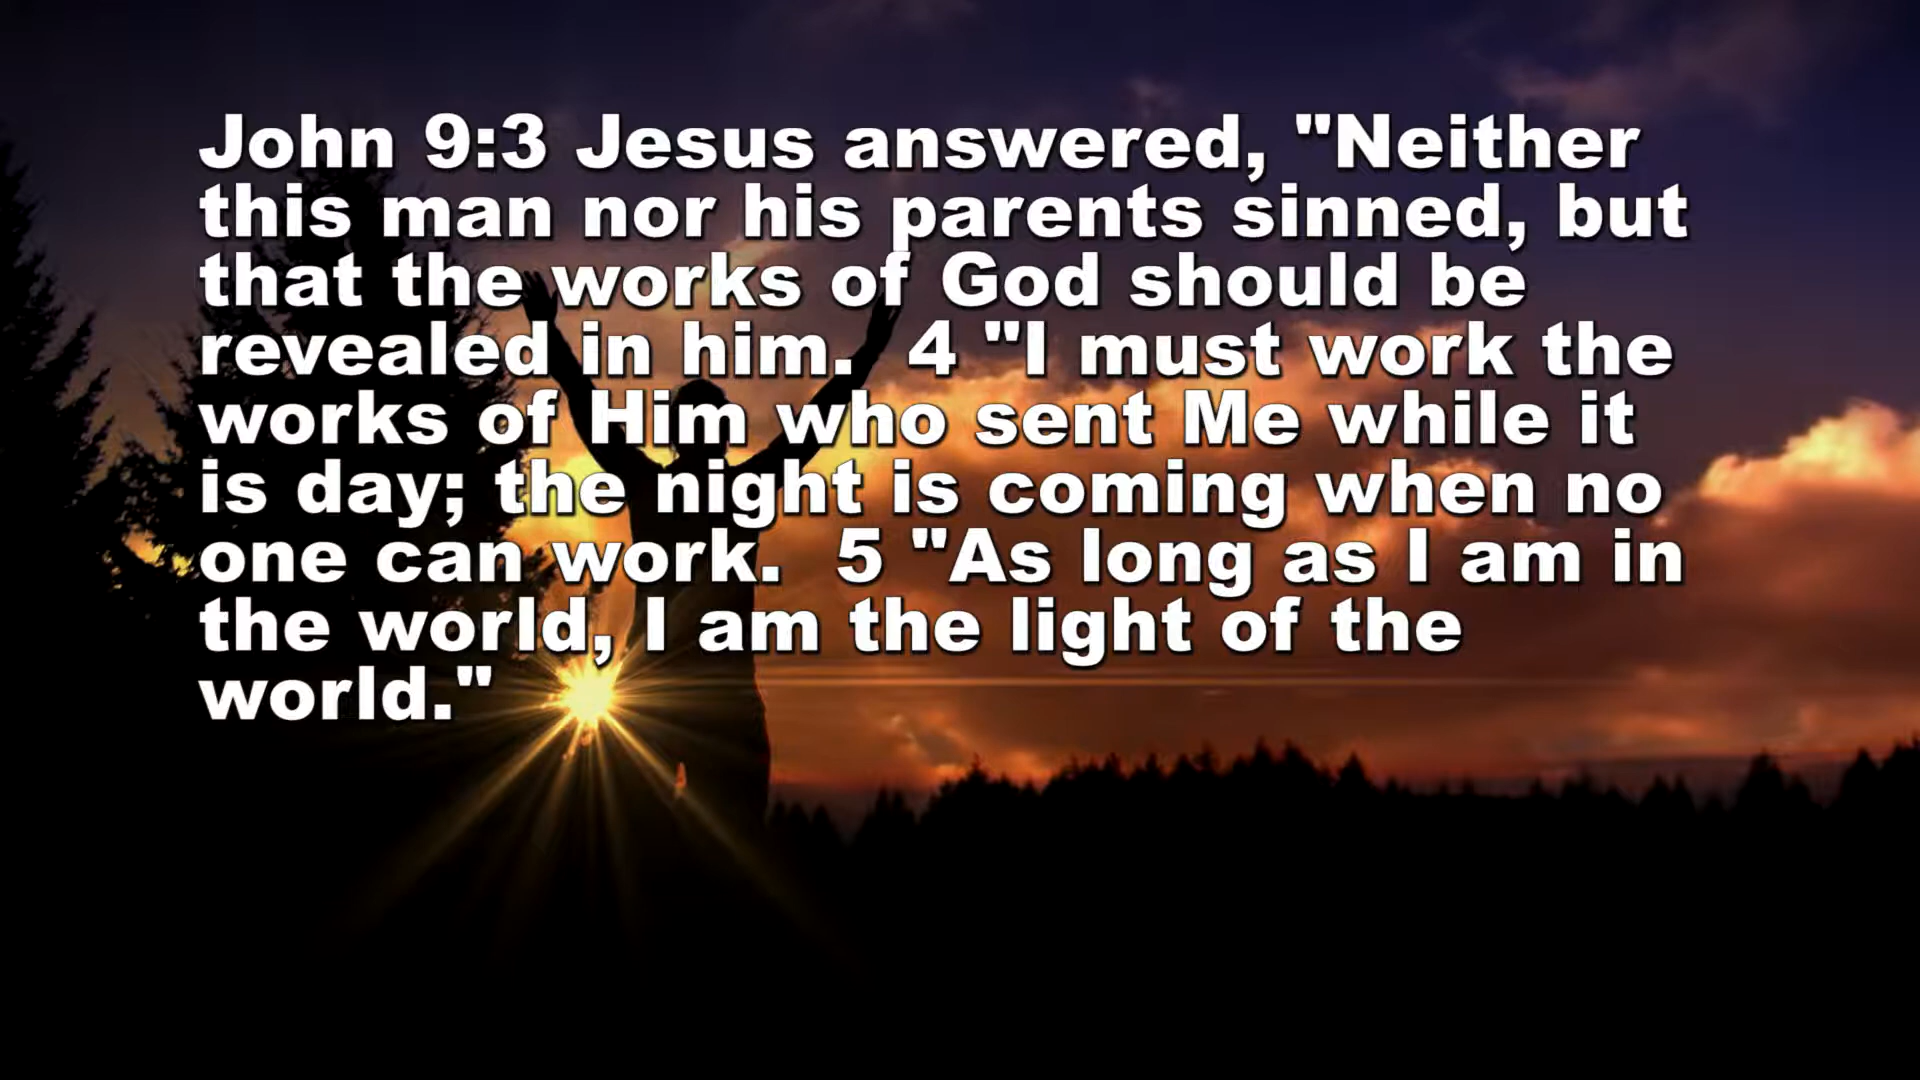 John 9:3 Jesus answered, "Neither
this man nor his parents sinned, but
that the works of God should be
revealed in him.  4 "I must work the
works of Him who sent Me while it
is day; the night is coming when no
one can work.  5 "As long as I am in
the world, I am the light of the
world."